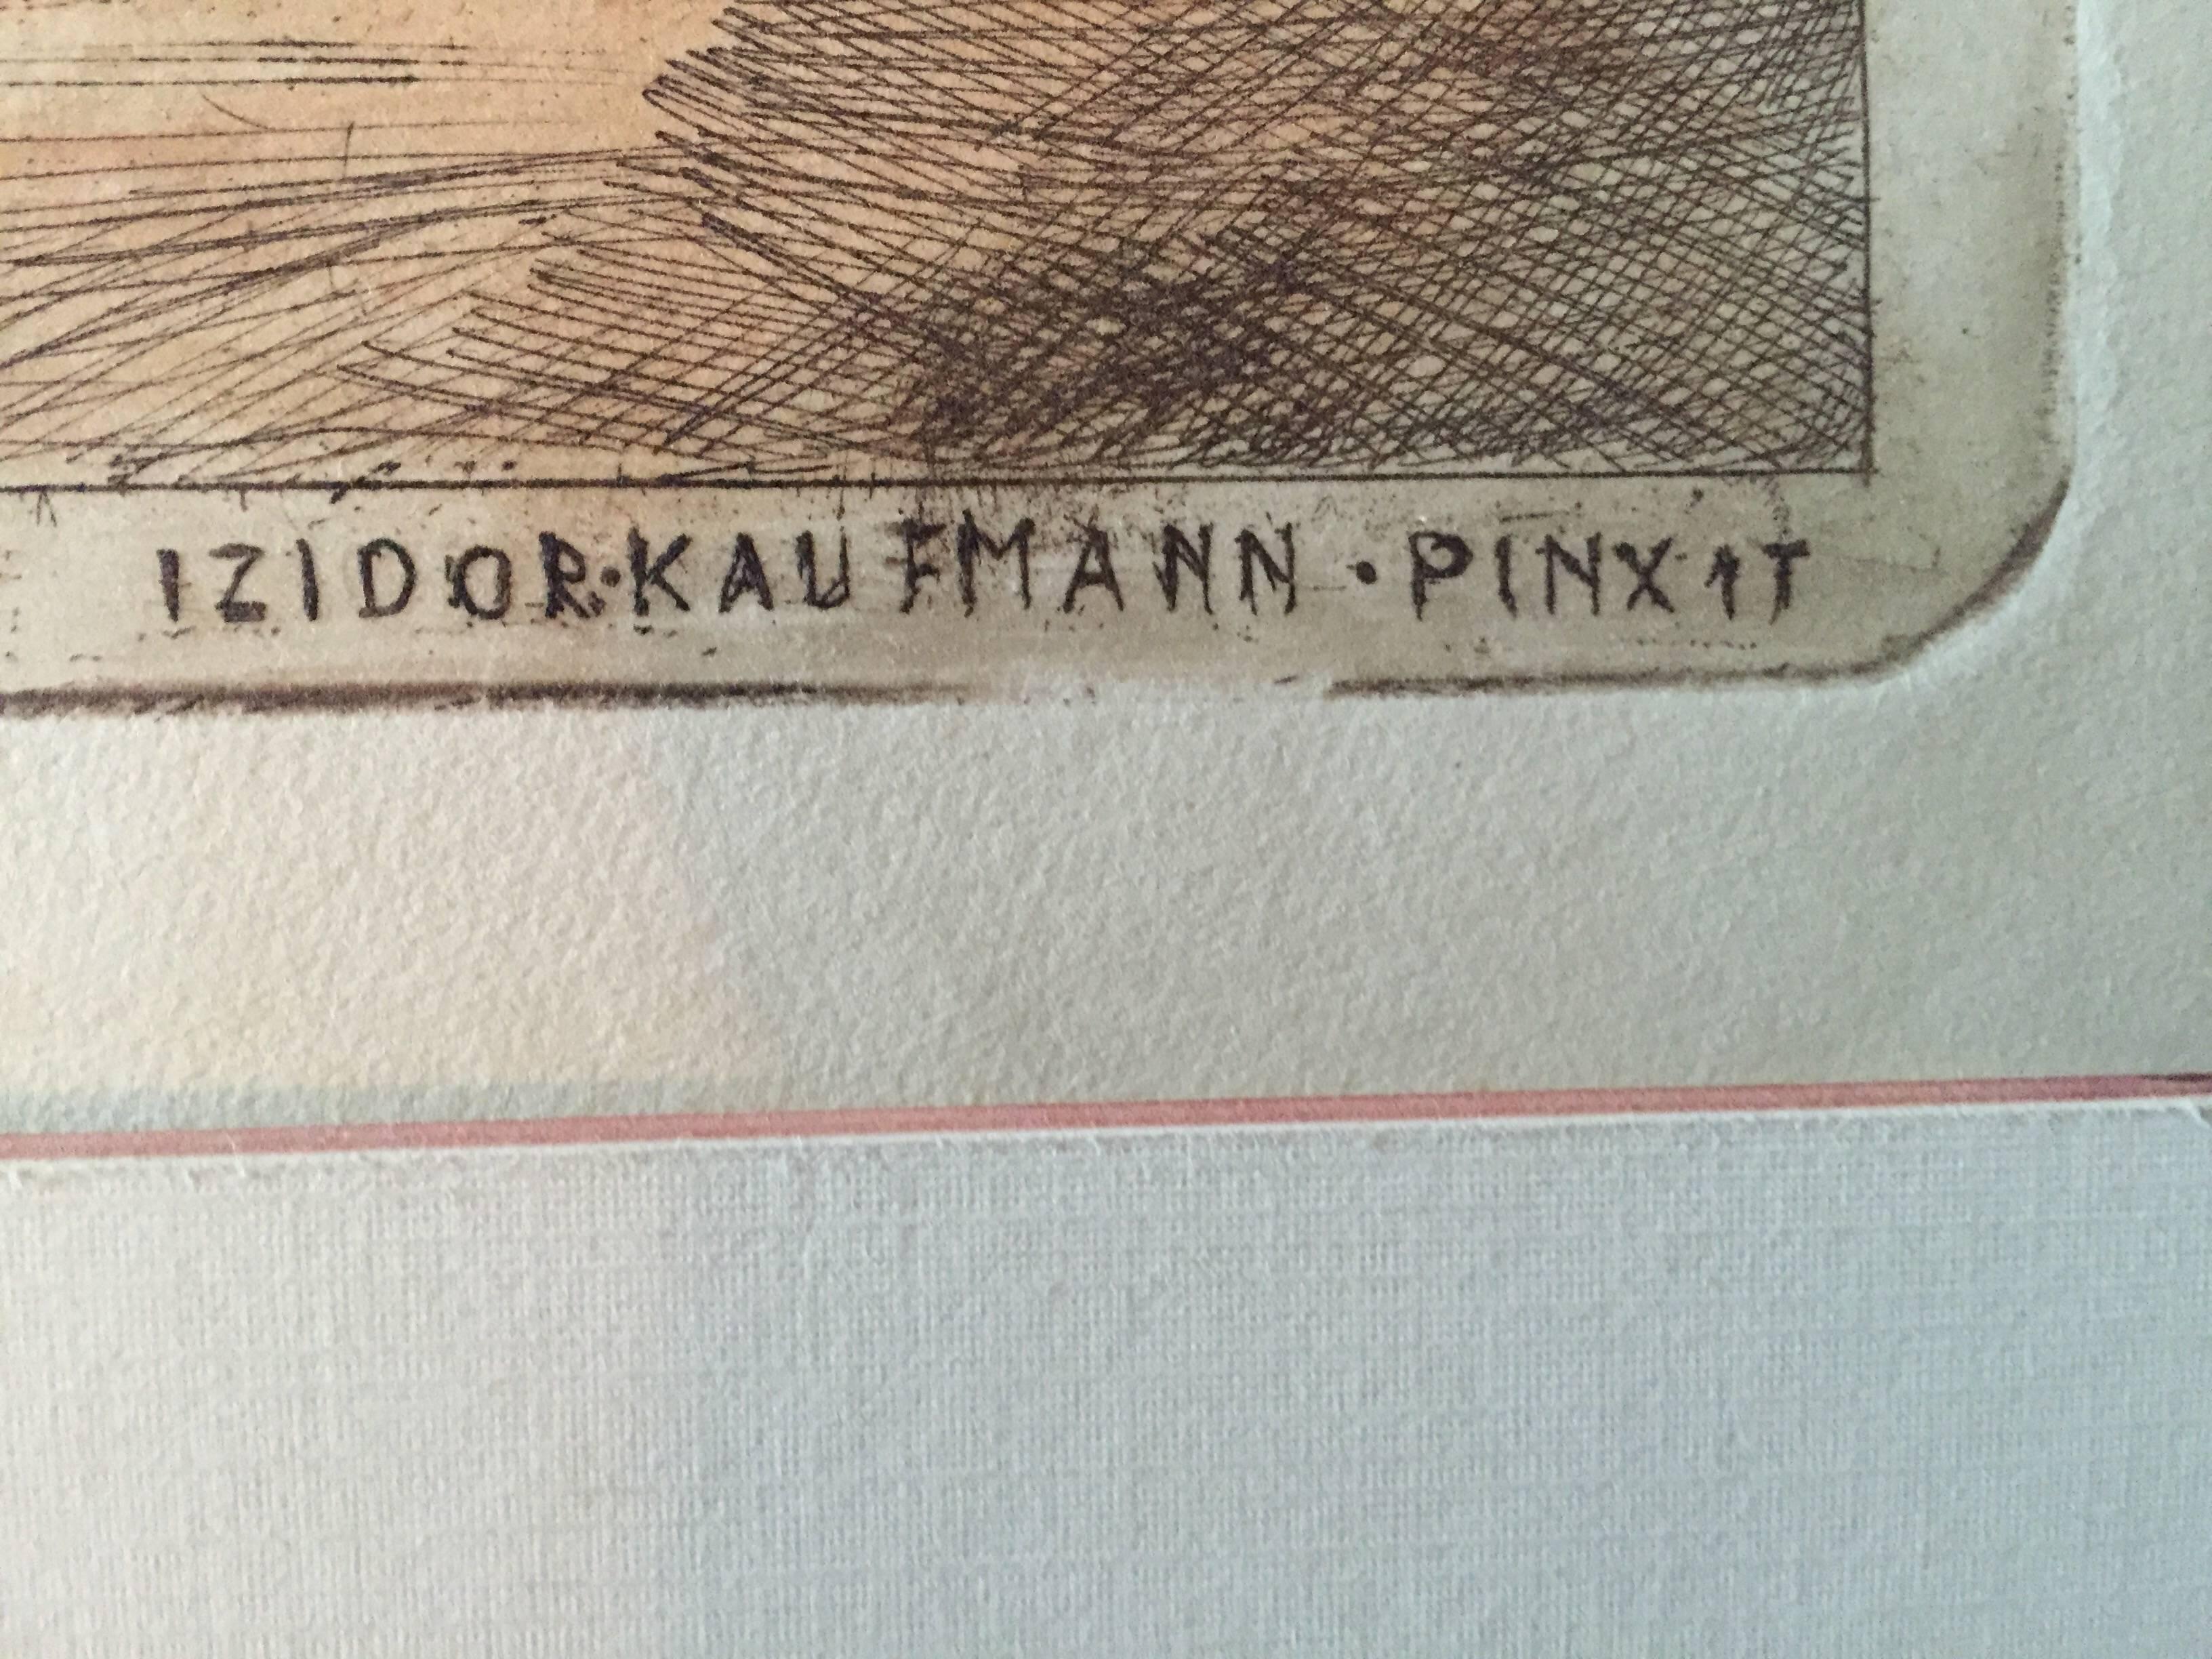 IZIDOR·KAUFMANN · PINXIT